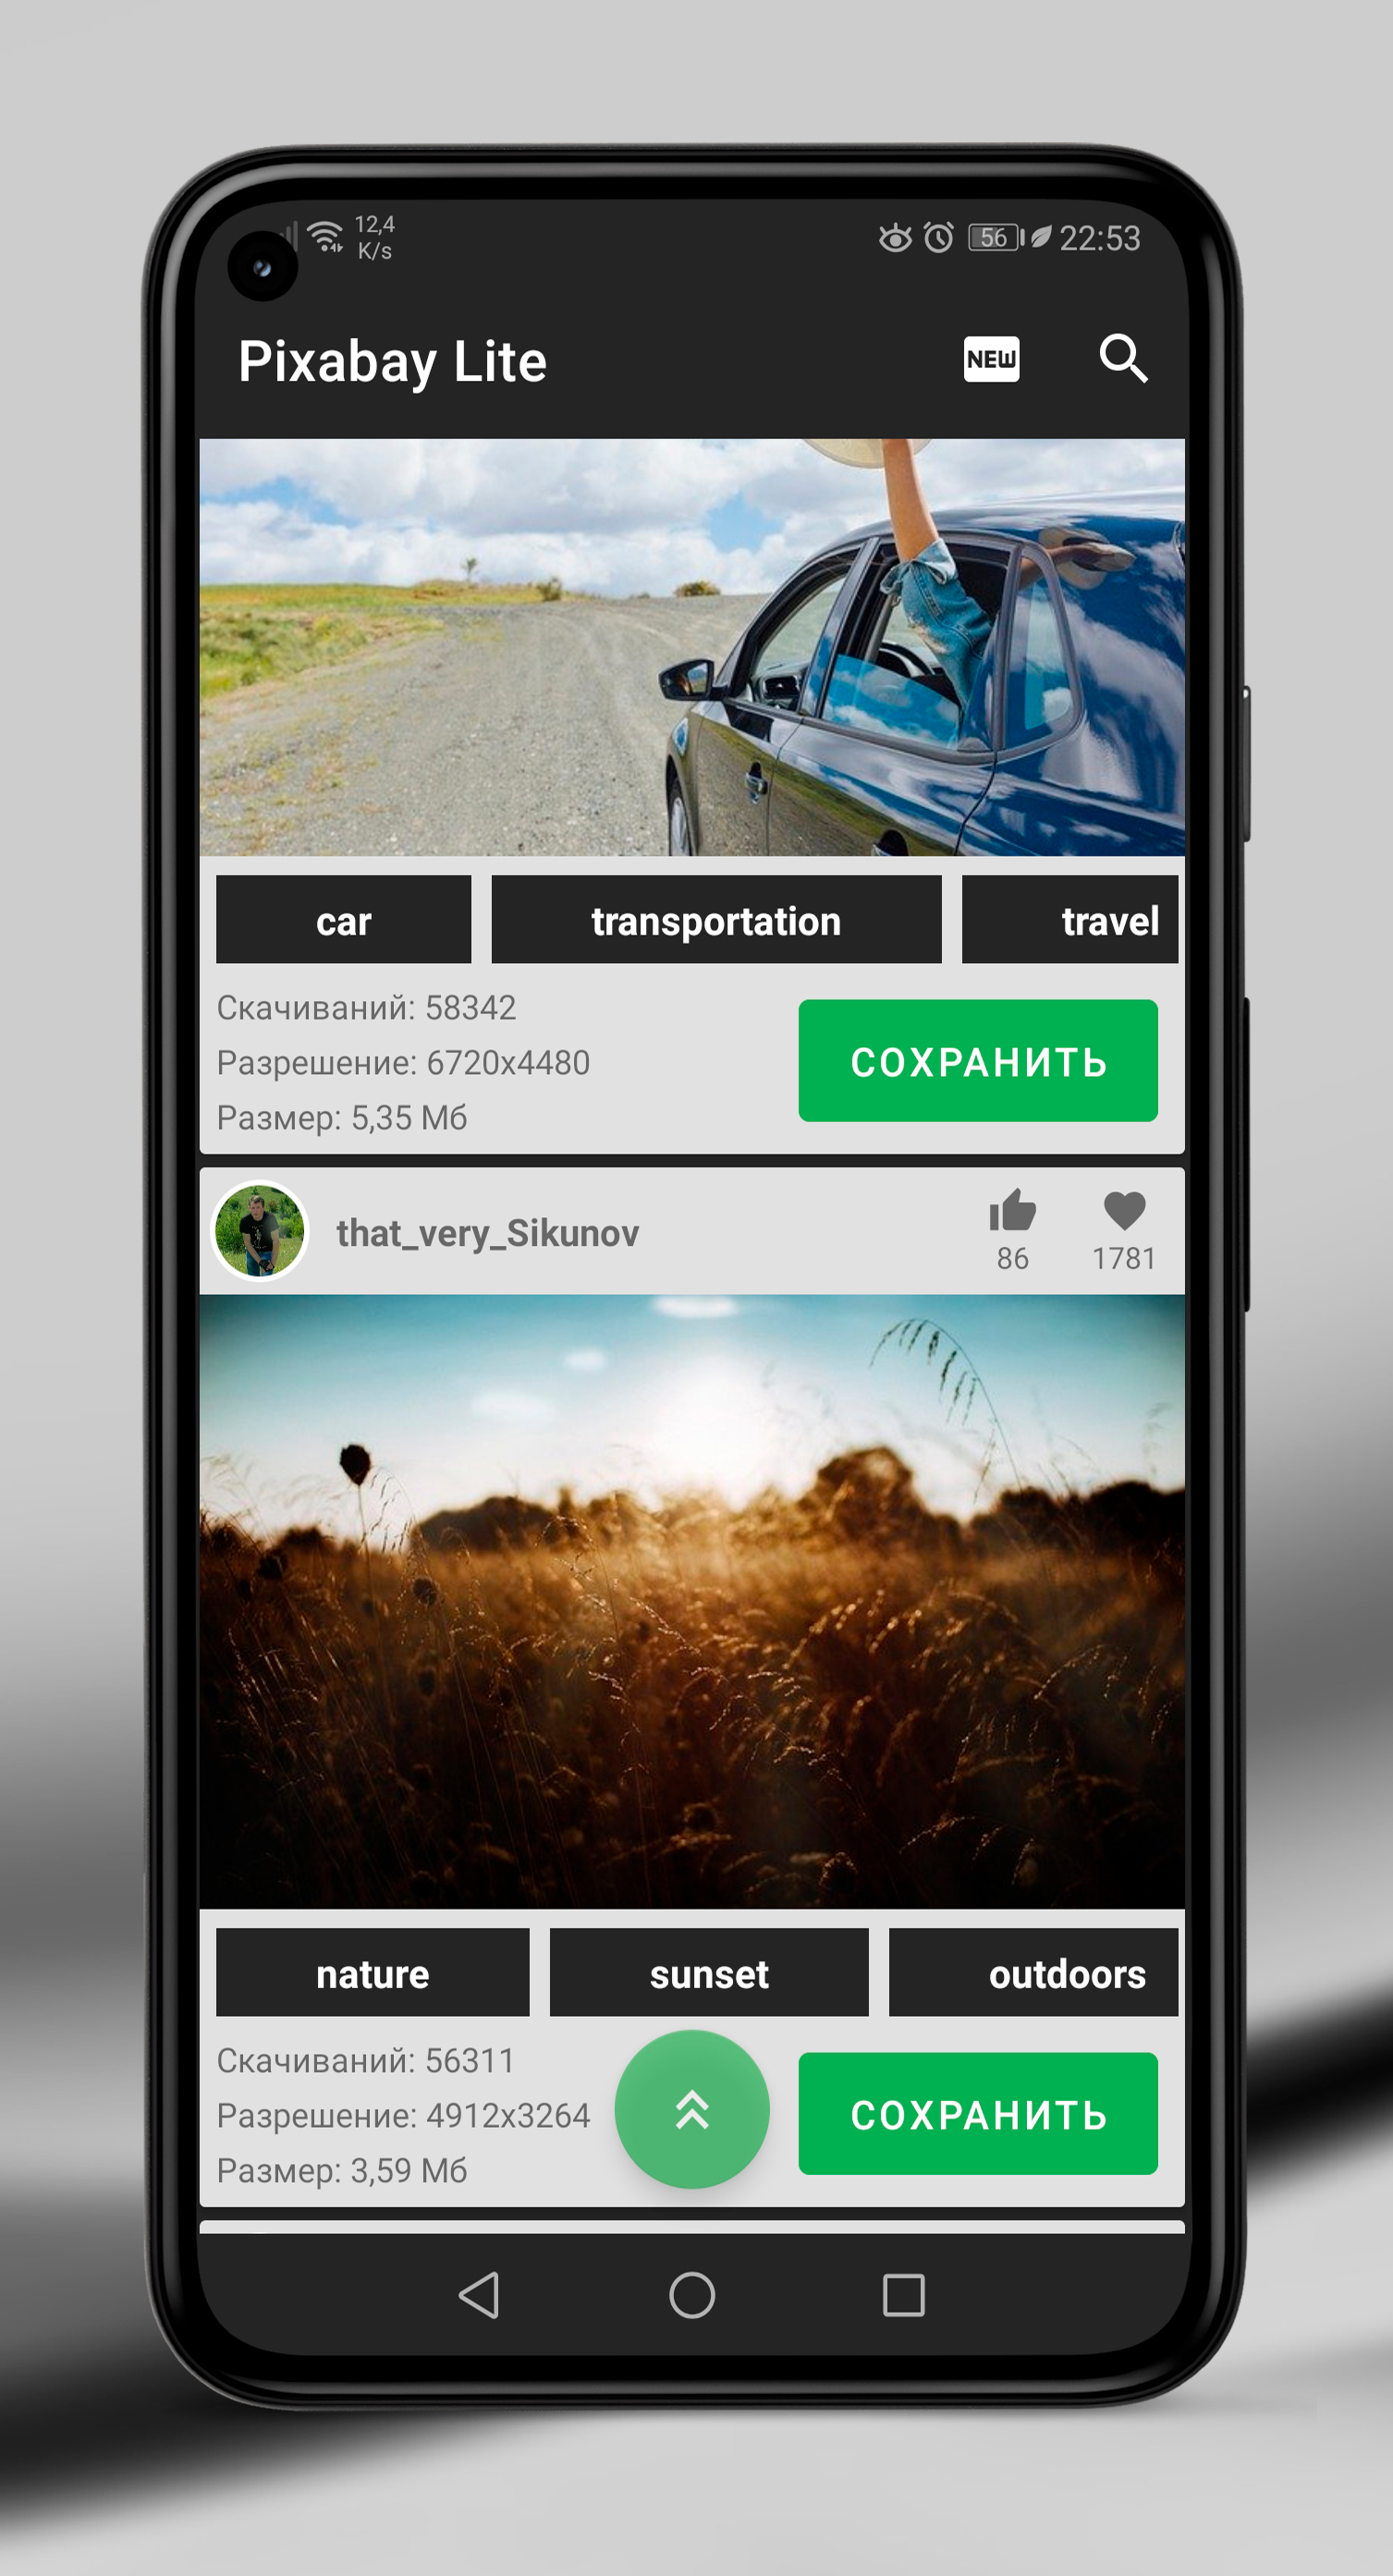 12,4
K/s
56
22:53
Pixabay Lite
NEW
car
transportation
travel
Скачиваний: 58342
Разрешение: 6720x4480
Размер: 5,35 Мб
СОХРАНИТЬ
that_very_Sikunov
86
1781
nature
sunset
outdoors
Скачиваний: 56311
Разрешение: 4912x3264
Размер: 3,59 Мб
СОХРАНИТЬ